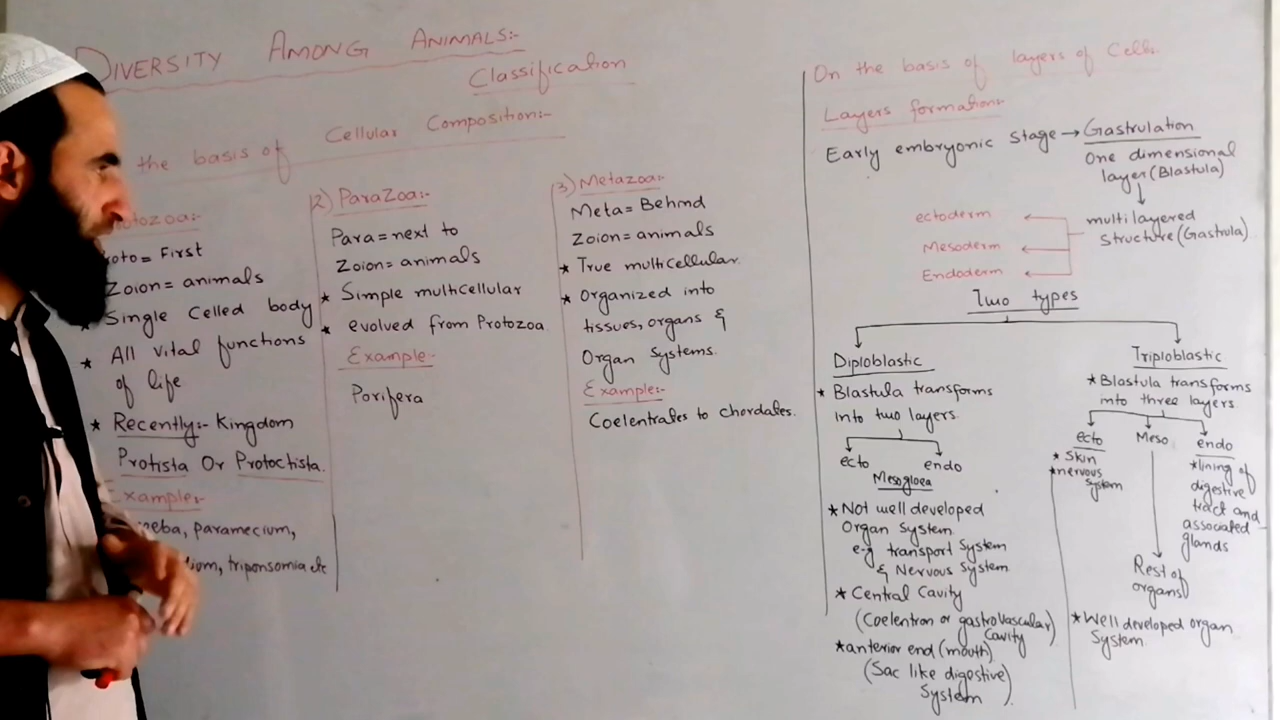 DIVERSITY AMONG ANIMALS:-
Classification
the basis of Cellular Composition:-
otozoa:-
oto= First
Zoion= animals
* Single Celled body
* All vital functions
of life
* Recently:- Kingdom
Protista Or Protoctista.
Examples:-
eba, paramecium,
ium, triponsomia etc
2) ParaZoa:-
Para= next to
Zoion= animals
* Simple multicellular
* evolved from Protozoa
Example:-
Porifera
3) Metazoa:-
Meta= Behind
Zoion= animals
* True multicellular.
* Organized into
tissues, organs &
Organ Systems.
Examples:-
Coelentrates to chordates.
On the basis of layers of Cells.
Layers formation:-
Early embryonic stage → Gastrulation
One dimensional
layer (Blastula)
↓
multilayered
Structure (Gastrula)
ectoderm
Mesoderm
Endoderm
Two types
Diploblastic
* Blastula transforms
into two layers.
ecto endo
Mesogloea
* Not well developed
Organ System
e.g transport System
& Nervous System
* Central Cavity
(Coelentron or gastrovascular
Cavity)
* anterior end (mouth)
(Sac like digestive
System)
Triploblastic
* Blastula transforms
into three layers.
ecto Meso endo
* Skin
* nervous
System
Rest of
organs
* lining of
digestive
tract and
associated
glands
* Well developed organ
System.